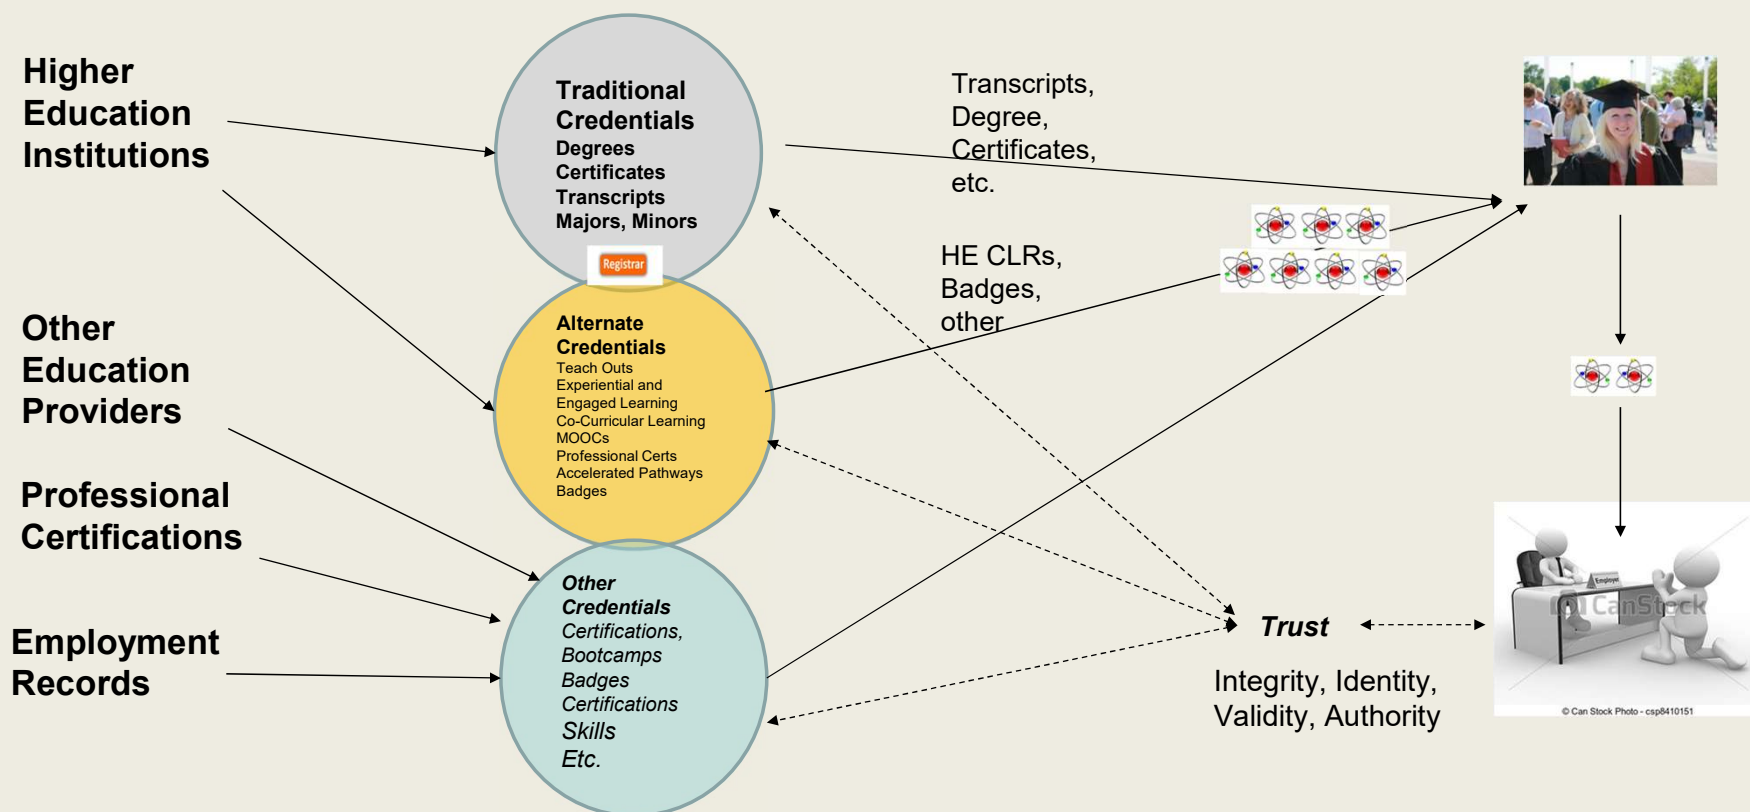 Higher
Education
Institutions
Other
Education
Providers
Professional
Certifications
Employment
Records
Traditional
Credentials
Degrees
Certificates
Transcripts
Majors, Minors
Registrar
Alternate
Credentials
Teach Outs
Experiential and
Engaged Learning
Co-Curricular Learning
MOOCs
Professional Certs
Accelerated Pathways
Badges
Other
Credentials
Certifications,
Bootcamps
Badges
Certifications
Skills
Etc.
Transcripts,
Degree,
Certificates,
etc.
HE CLRs,
Badges,
other
Trust
Integrity, Identity,
Validity, Authority
Employer
CanStock
© Can Stock Photo - csp8410151